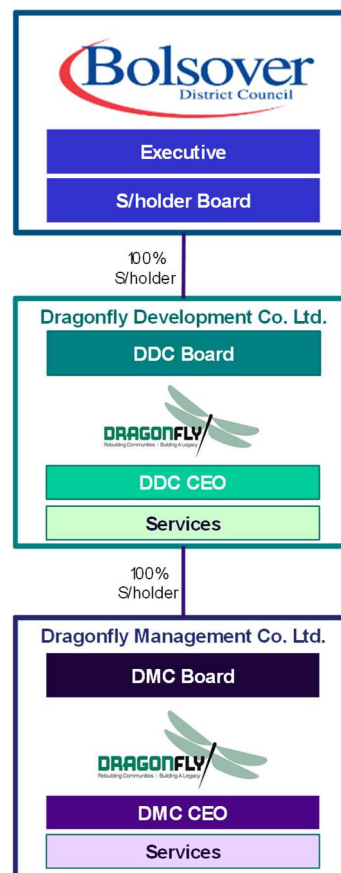 Bolsover
District Council
Executive
S/holder Board
100%
S/holder
Dragonfly Development Co. Ltd.
DDC Board
DRAGONFLY
Rebuilding Communities : Building A Legacy
DDC CEO
Services
100%
S/holder
Dragonfly Management Co. Ltd.
DMC Board
DRAGONFLY
Rebuilding Communities : Building A Legacy
DMC CEO
Services